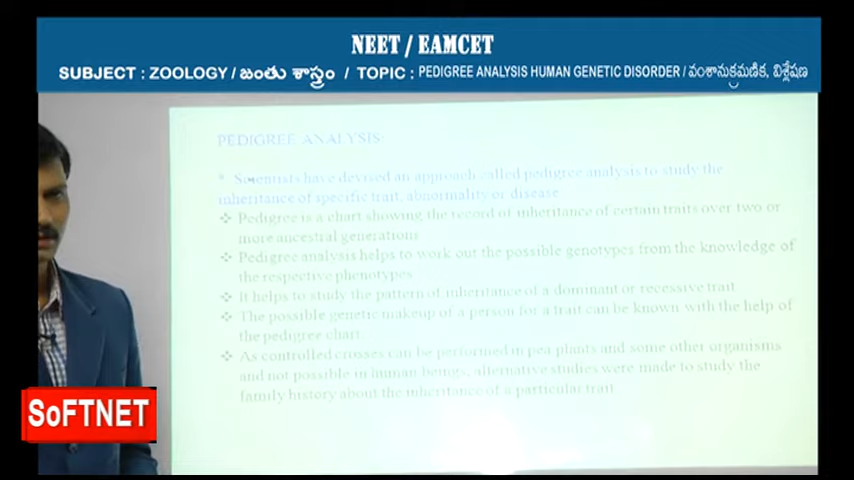 NEET / EAMCET
SUBJECT : ZOOLOGY / జంతు శాస్త్రం / TOPIC : PEDIGREE ANALYSIS HUMAN GENETIC DISORDER / వంశానుక్రమణిక, విశ్లేషణ
PEDIGREE ANALYSIS:
* Scientists have devised an approach called pedigree analysis to study the
inheritance of specific trait, abnormality or disease
❖ Pedigree is a chart showing the record of inheritance of certain traits over two or
more ancestral generations
❖ Pedigree analysis helps to work out the possible genotypes from the knowledge of
the respective phenotypes
❖ It helps to study the pattern of inheritance of a dominant or recessive trait
❖ The possible genetic makeup of a person for a trait can be known with the help of
the pedigree chart
❖ As controlled crosses can be performed in pea plants and some other organisms
and not possible in human beings, alternative studies were made to study the
family history about the inheritance of a particular trait
SoFTNET